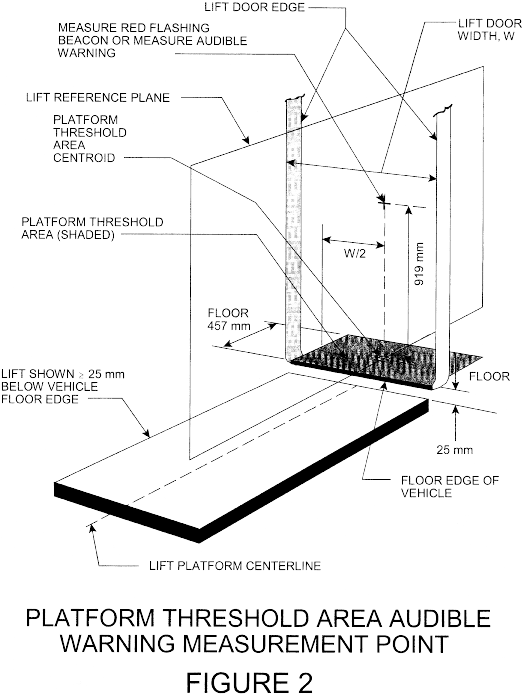 LIFT DOOR EDGE
MEASURE RED FLASHING
BEACON OR MEASURE AUDIBLE
WARNING
LIFT DOOR
WIDTH, W
LIFT REFERENCE PLANE
PLATFORM
THRESHOLD
AREA
CENTROID
PLATFORM THRESHOLD
AREA (SHADED)
W/2
919 mm
FLOOR
457 mm
LIFT SHOWN ≥ 25 mm
BELOW VEHICLE
FLOOR EDGE
FLOOR
25 mm
FLOOR EDGE OF
VEHICLE
LIFT PLATFORM CENTERLINE
PLATFORM THRESHOLD AREA AUDIBLE
WARNING MEASUREMENT POINT
FIGURE 2